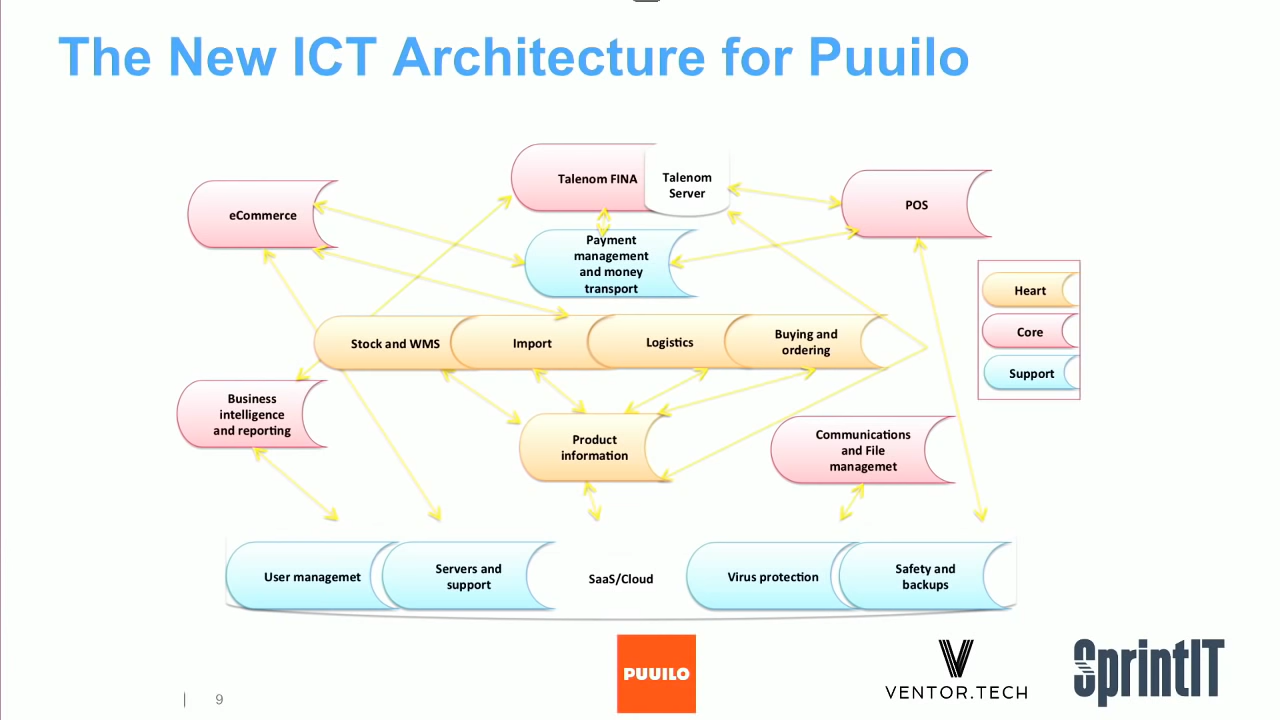 The New ICT Architecture for Puuilo
Talenom FINA
Talenom
Server
eCommerce
POS
Payment
management
and money
transport
Heart
Core
Support
Stock and WMS
Import
Logistics
Buying and
ordering
Business
intelligence
and reporting
Product
information
Communications
and File
managemet
User managemet
Servers and
support
SaaS/Cloud
Virus protection
Safety and
backups
PUUILO
VENTOR.TECH
SprintIT
9